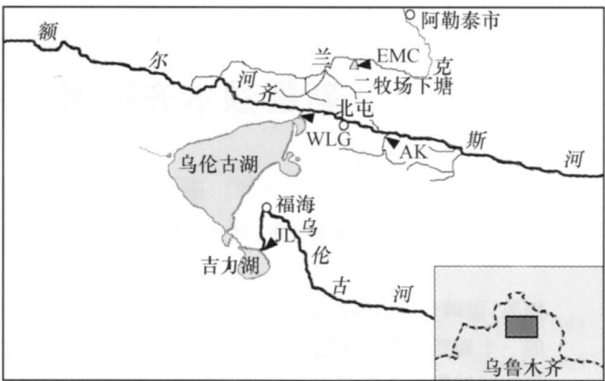 阿勒泰市
额
尔
兰
EMC
克
河
二牧场下塘
齐
北屯
WLG
AK
斯
河
乌伦古湖
福海
乌
JL
伦
吉力湖
古
河
乌鲁木齐